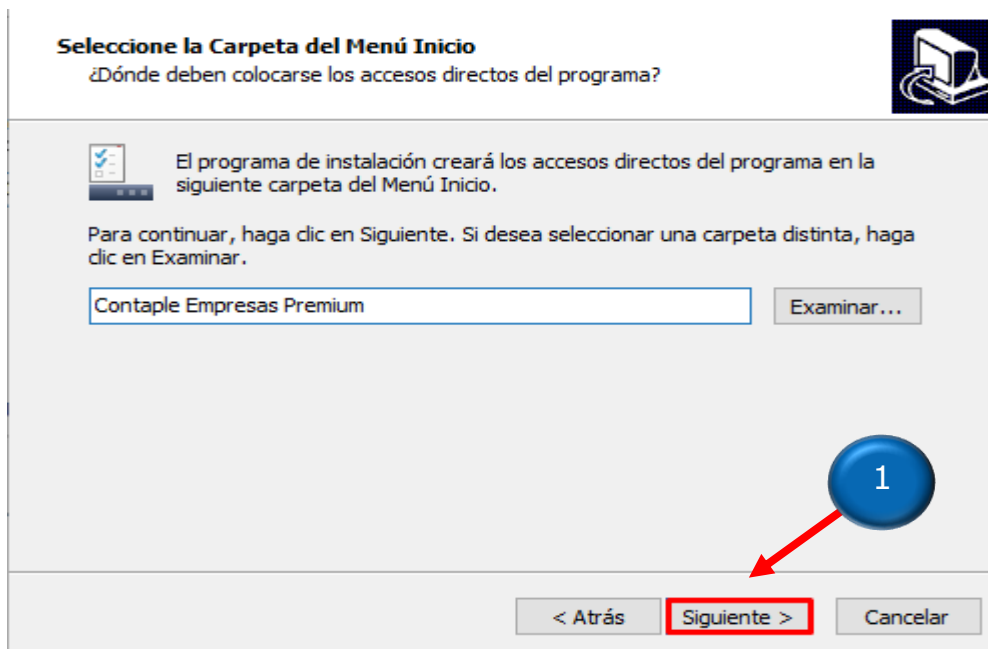 Seleccione la Carpeta del Menú Inicio
¿Dónde deben colocarse los accesos directos del programa?
El programa de instalación creará los accesos directos del programa en la
siguiente carpeta del Menú Inicio.
Para continuar, haga clic en Siguiente. Si desea seleccionar una carpeta distinta, haga
clic en Examinar.
Contaple Empresas Premium
Examinar...
1
< Atrás
Siguiente >
Cancelar